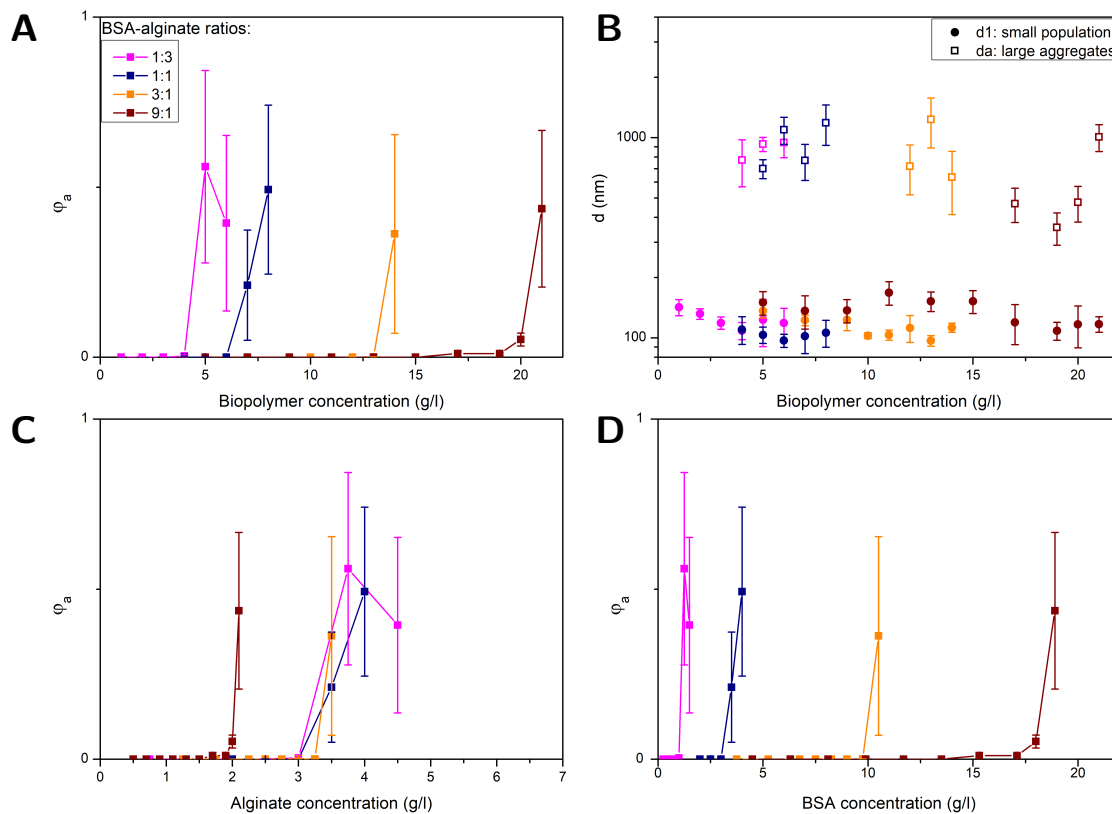 A
BSA-alginate ratios:
1:3
1:1
3:1
9:1
1
0
φa
0 5 10 15 20
Biopolymer concentration (g/l)
B
d1: small population
da: large aggregates
1000
100
d (nm)
0 5 10 15 20
Biopolymer concentration (g/l)
C
1
0
φa
0 1 2 3 4 5 6 7
Alginate concentration (g/l)
D
1
0
φa
0 5 10 15 20
BSA concentration (g/l)